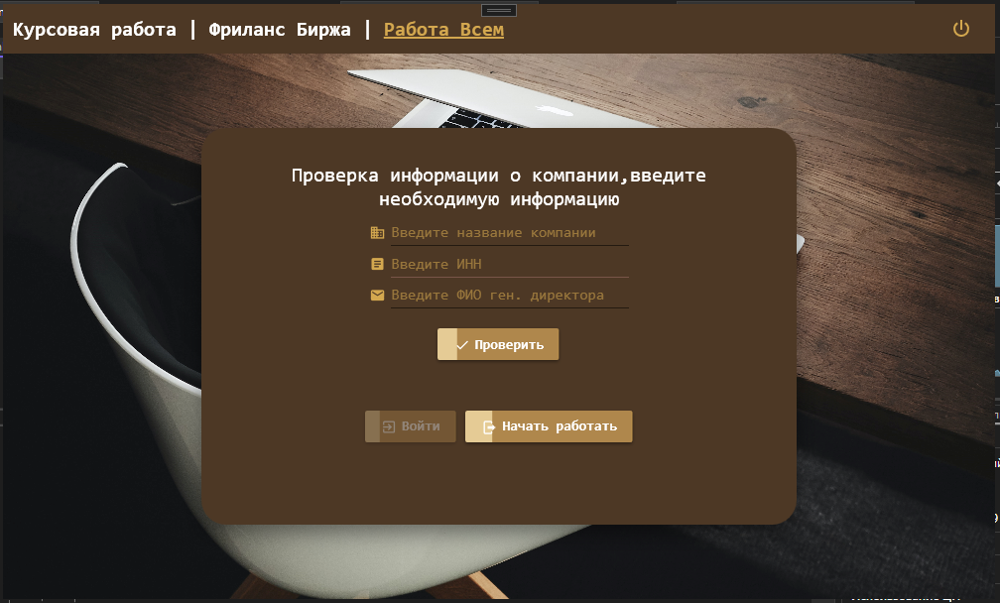 Курсовая работа | Фриланс Биржа | Работа Всем
Проверка информации о компании,введите
необходимую информацию
Введите название компании
Введите ИНН
Введите ФИО ген. директора
Проверить
Войти
Начать работать